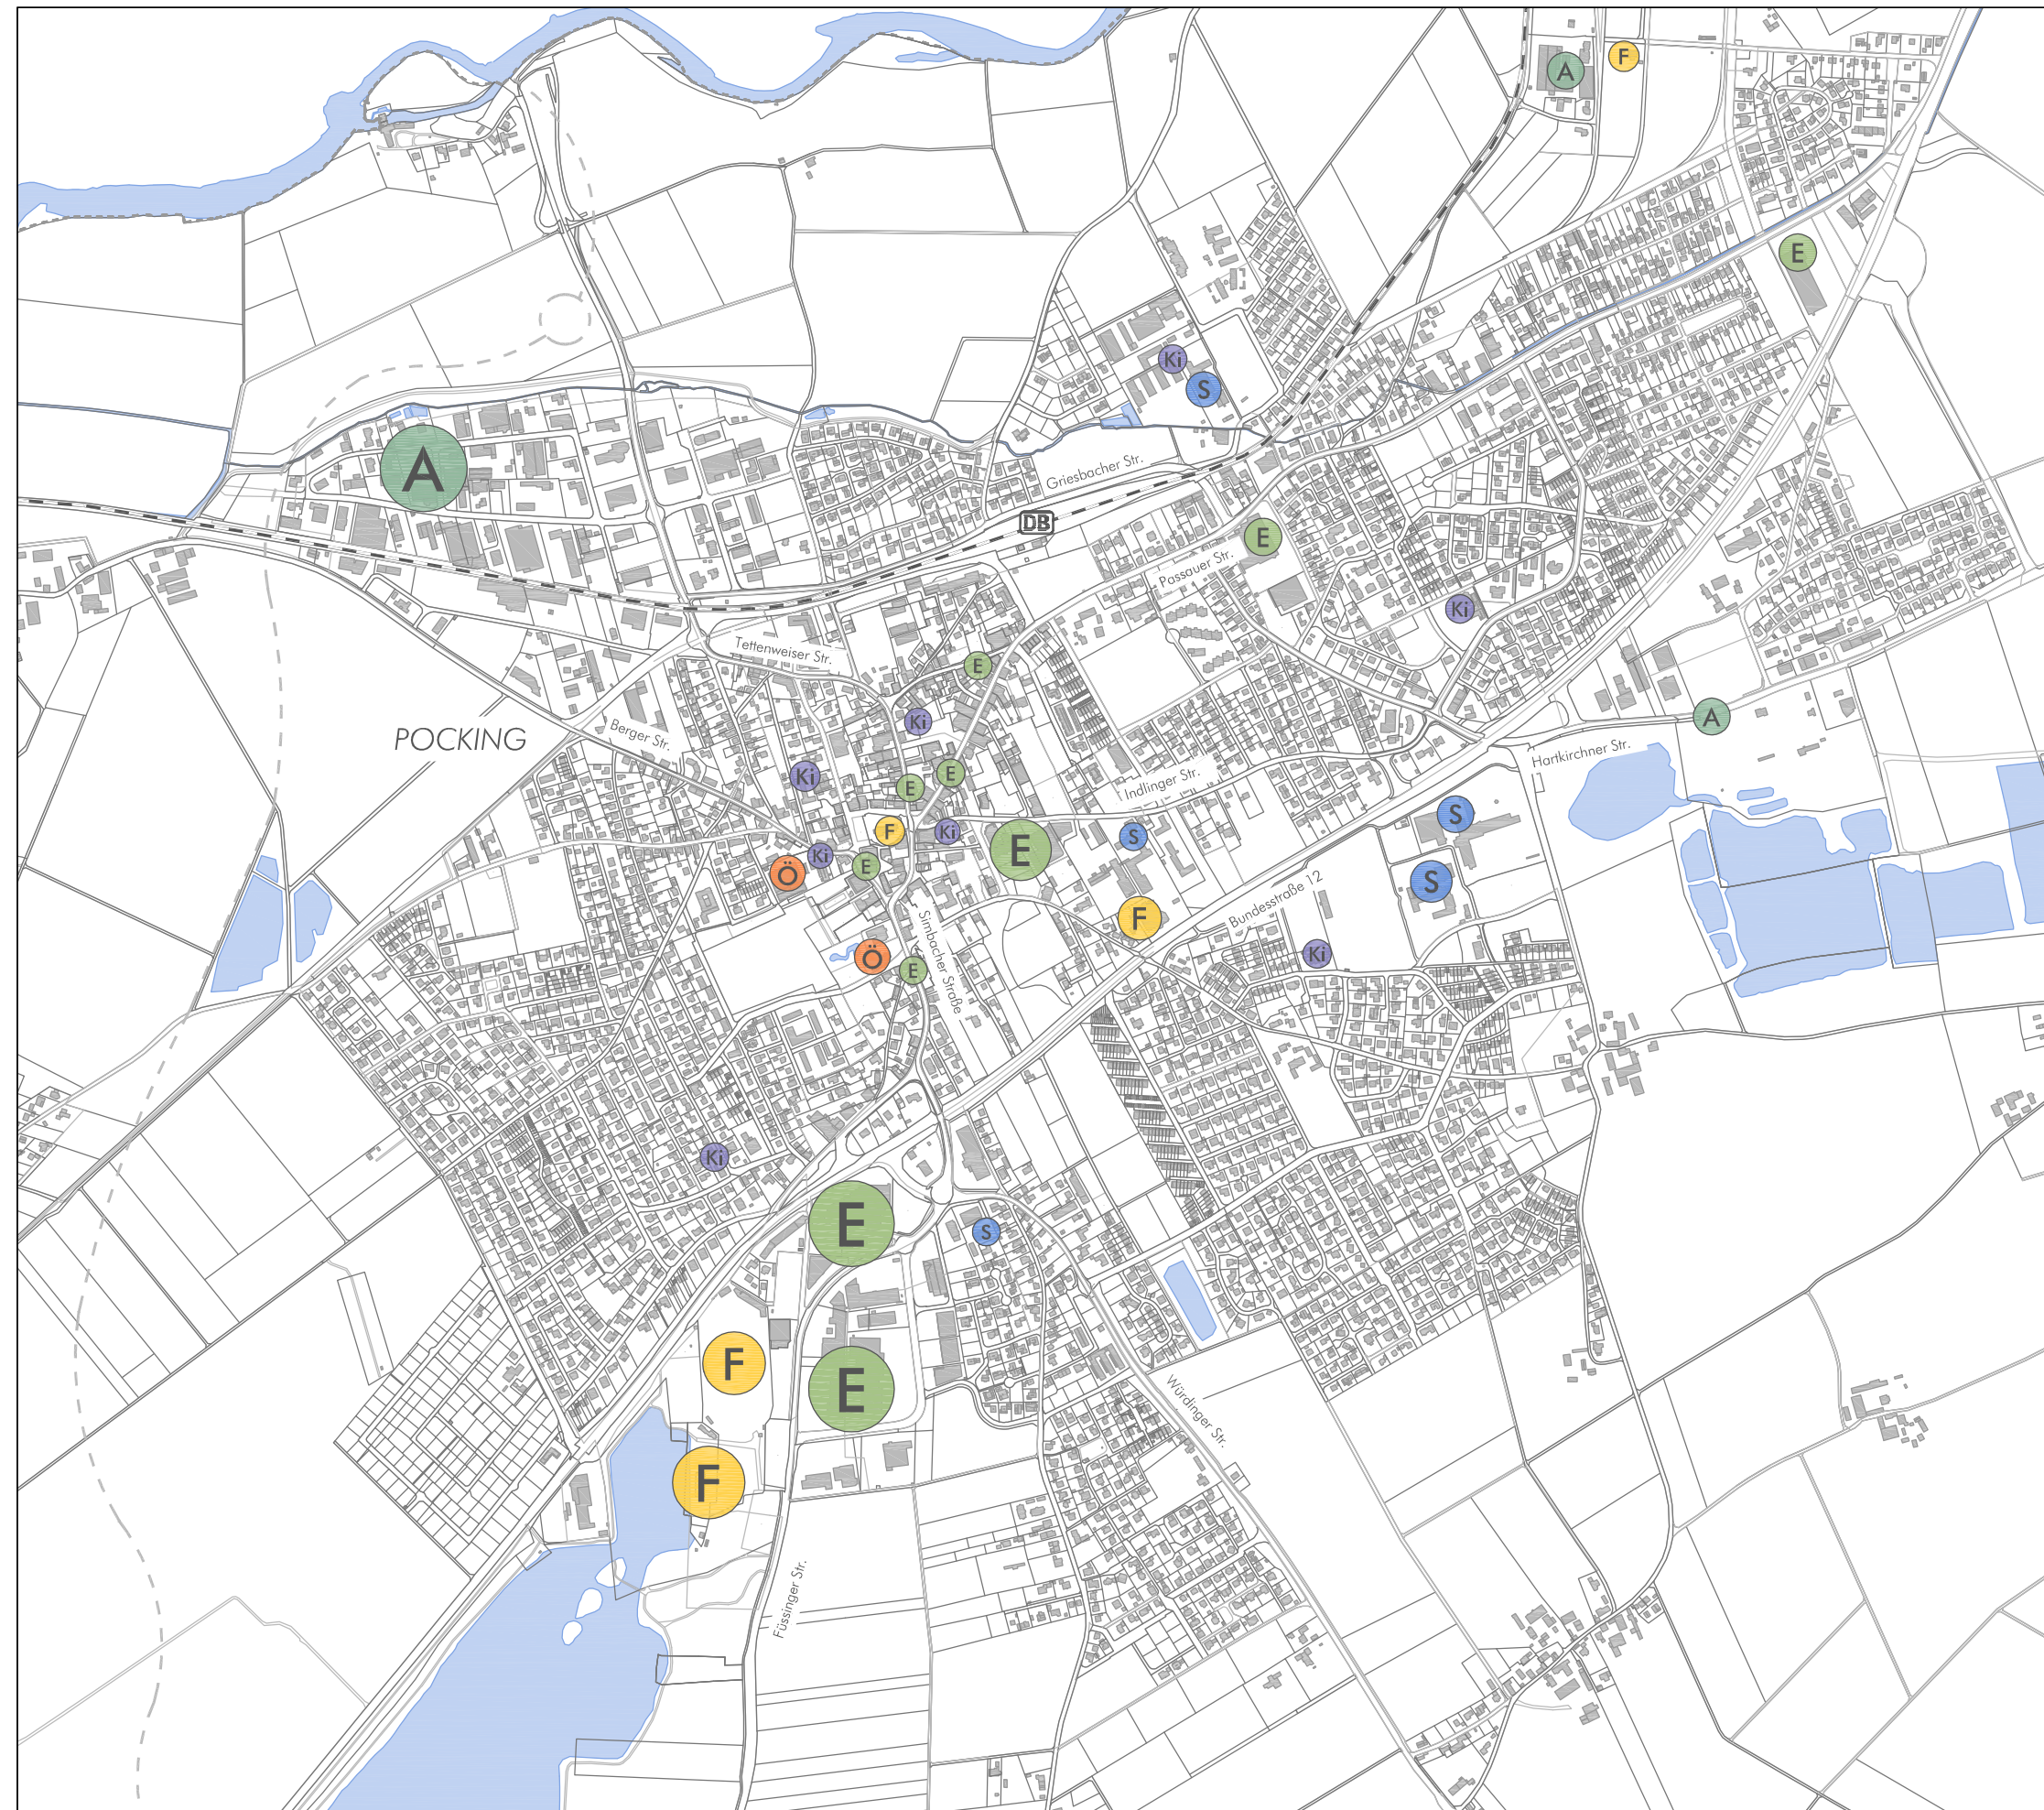 A
F
E
Ki
S
Griesbacher Str.
A
DB
E
Passauer Str.
Ki
Tettenweiser Str.
E
A
Ki
Berger Str.
POCKING
Hartkirchner Str.
E
Ki
Indlinger Str.
E
S
F
Ki
S
E
Ki
E
Ö
S
Bundesstraße 12
F
Simbacher Straße
Ki
Ö
E
Ki
E
S
F
E
Würdinger Str.
F
Füssinger Str.